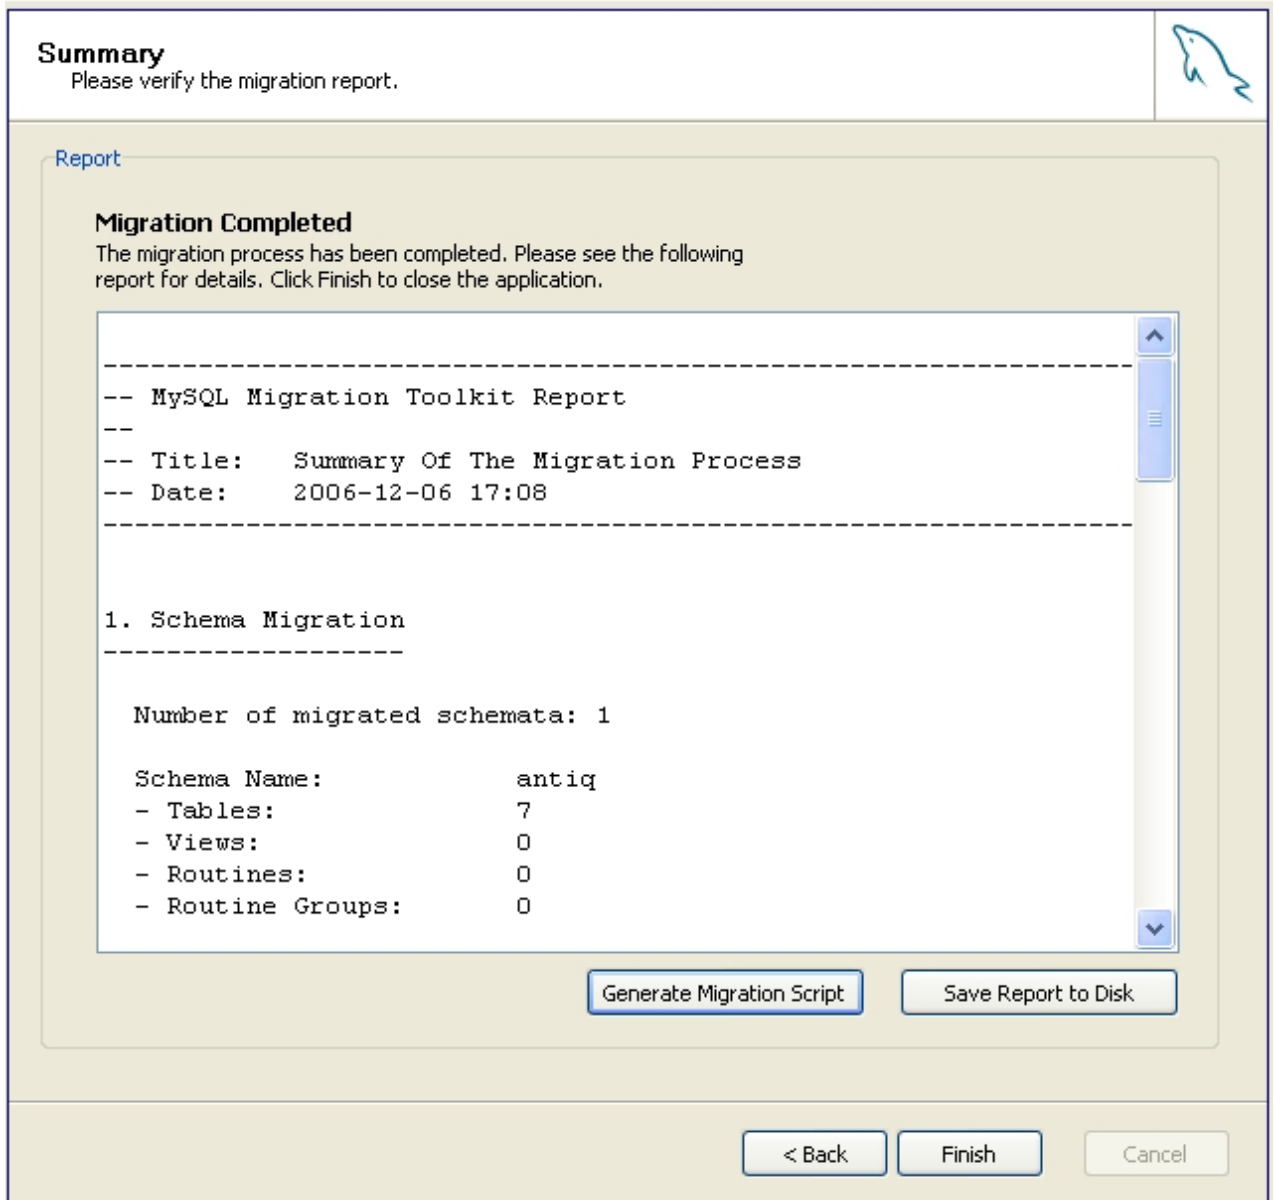 Summary
Please verify the migration report.
Report
Migration Completed
The migration process has been completed. Please see the following
report for details. Click Finish to close the application.
-----------------------------------------------------------------
-- MySQL Migration Toolkit Report
--
-- Title:   Summary Of The Migration Process
-- Date:    2006-12-06 17:08
-----------------------------------------------------------------
1. Schema Migration
-------------------
Number of migrated schemata: 1
Schema Name:            antiq
- Tables:               7
- Views:                0
- Routines:             0
- Routine Groups:       0
Generate Migration Script
Save Report to Disk
< Back
Finish
Cancel